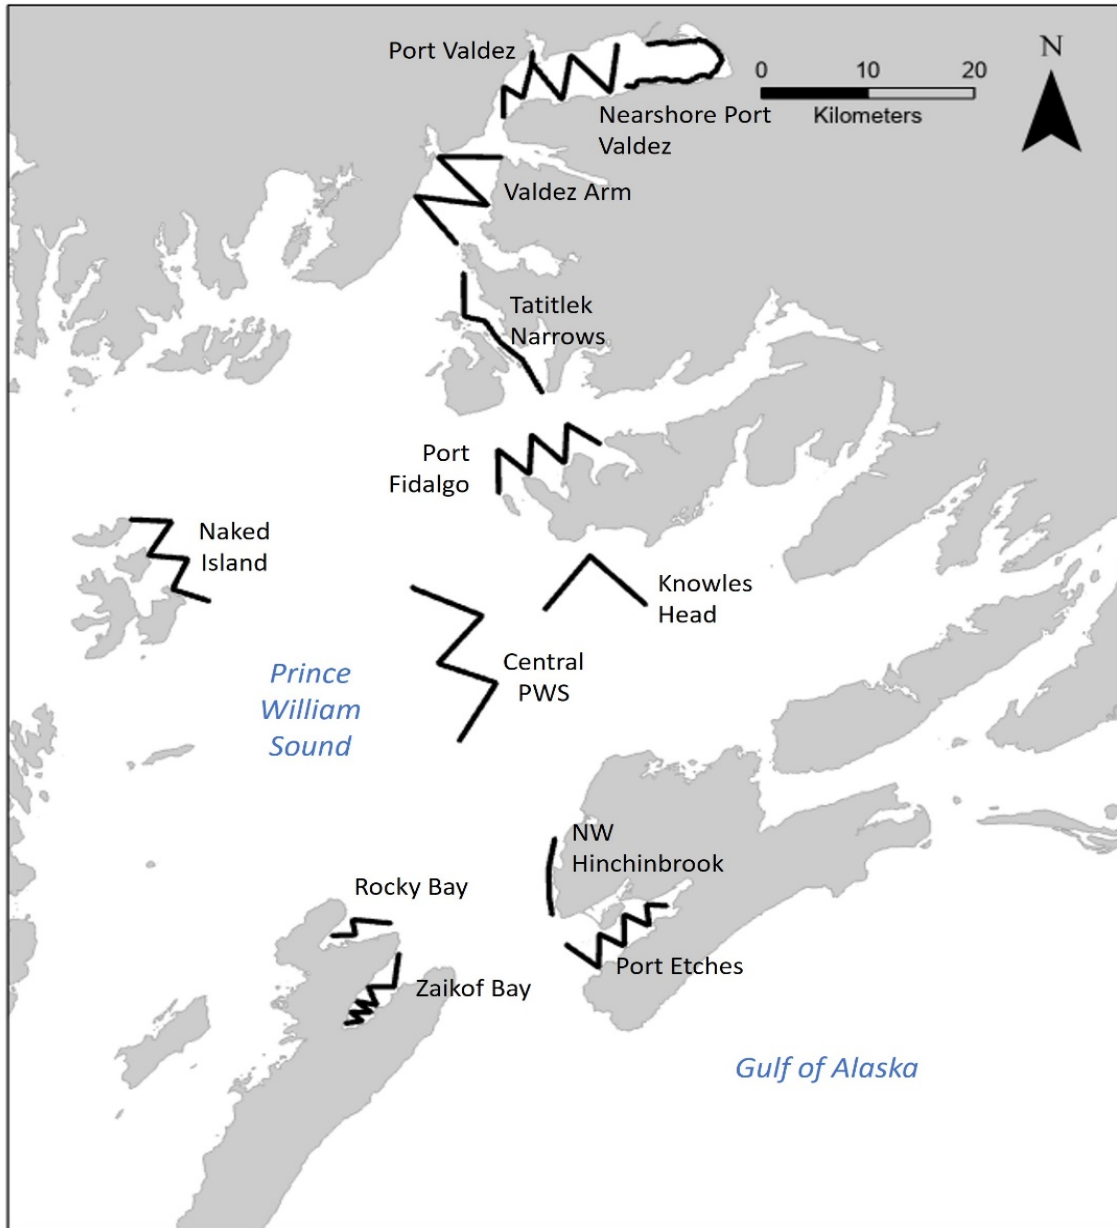 Port Valdez
N
0 10 20
Kilometers
Nearshore Port
Valdez
Valdez Arm
Tatitlek
Narrows
Port
Fidalgo
Naked
Island
Knowles
Head
Central
PWS
Prince
William
Sound
NW
Hinchinbrook
Rocky Bay
Port Etches
Zaikof Bay
Gulf of Alaska